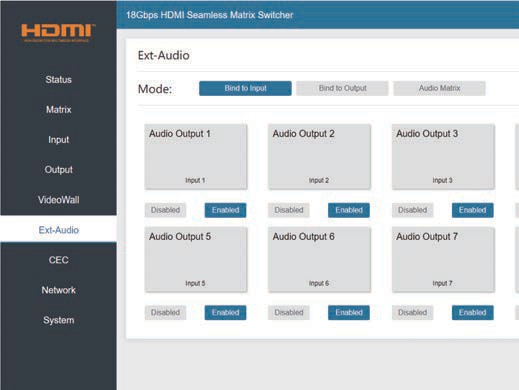 18Gbps HDMI Seamless Matrix Switcher
HDMI
Status
Matrix
Input
Output
VideoWall
Ext-Audio
CEC
Network
System
Ext-Audio
Mode: Bind to Input Bind to Output Audio Matrix
Audio Output 1 Audio Output 2 Audio Output 3
Input 1 Input 2 Input 3
Disabled Enabled Disabled Enabled Disabled Enabled
Audio Output 5 Audio Output 6 Audio Output 7
Input 5 Input 6 Input 7
Disabled Enabled Disabled Enabled Disabled Enabled